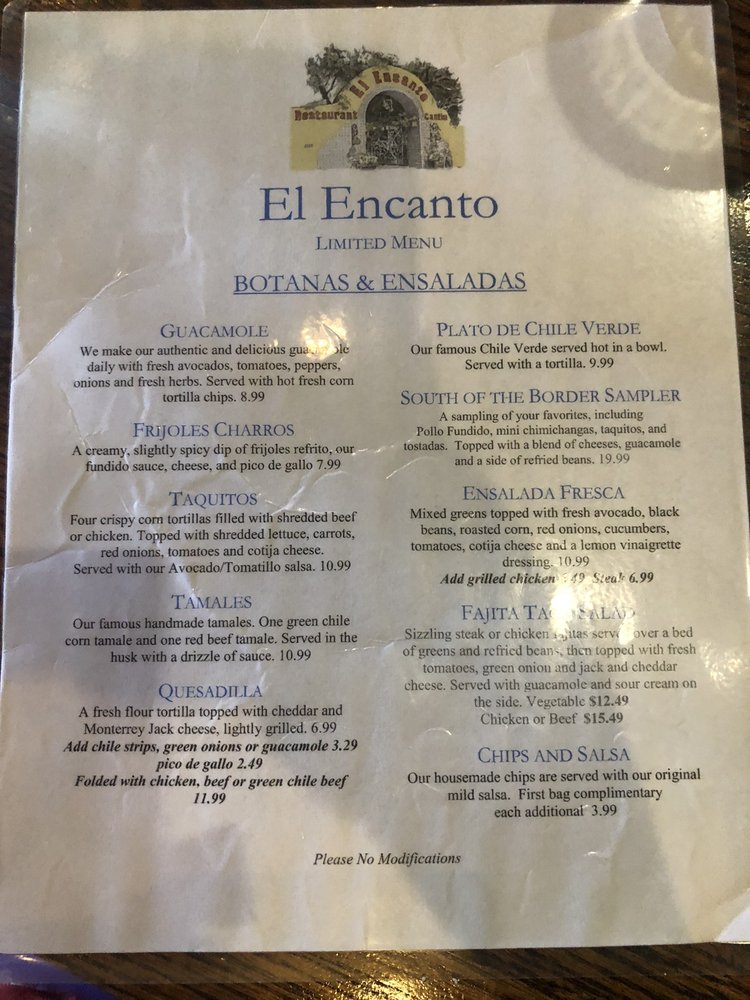 El Encanto
Restaurant Cantina
El Encanto
LIMITED MENU
BOTANAS & ENSALADAS
GUACAMOLE
We make our authentic and delicious
daily with fresh avocados, tomatoes, peppers,
onions and fresh herbs. Served with hot fresh corn
tortilla chips. 8.99
FRIJOLES CHARROS
A creamy, slightly spicy dip of frijoles refrito, our
fundido sauce, cheese, and pico de gallo 7.99
TAQUITOS
Four crispy corn tortillas filled with shredded beef
or chicken. Topped with shredded lettuce, carrots,
red onions, tomatoes and cotija cheese.
Served with our Avocado/Tomatillo salsa. 10.99
TAMALES
Our famous handmade tamales. One green chile
corn tamale and one red beef tamale. Served in the
husk with a drizzle of sauce. 10.99
QUESADILLA
A fresh flour tortilla topped with cheddar and
Monterrey Jack cheese, lightly grilled. 6.99
Add chile strips, green onions or guacamole 3.29
pico de gallo 2.49
Folded with chicken, beef or green chile beef
11.99
PLATO DE CHILE VERDE
Our famous Chile Verde served hot in a bowl.
Served with a tortilla. 9.99
SOUTH OF THE BORDER SAMPLER
A sampling of your favorites, including
Pollo Fundido, mini chimichangas, taquitos, and
tostadas. Topped with a blend of cheeses, guacamole
and a side of refried beans. 19.99
ENSALADA FRESCA
Mixed greens topped with fresh avocado, black
beans, roasted corn, red onions, cucumbers,
tomatoes, cotija cheese and a lemon vinaigrette
dressing. 10.99
Add grilled chicken Steak 6.99
FAJITA TACO SALAD
Sizzling steak or chicken fajitas served over a bed
of greens and refried beans, then topped with fresh
tomatoes, green onion and jack and cheddar
cheese. Served with guacamole and sour cream on
the side. Vegetable $12.49
Chicken or Beef $15.49
CHIPS AND SALSA
Our housemade chips are served with our original
mild salsa. First bag complimentary
each additional 3.99
Please No Modifications